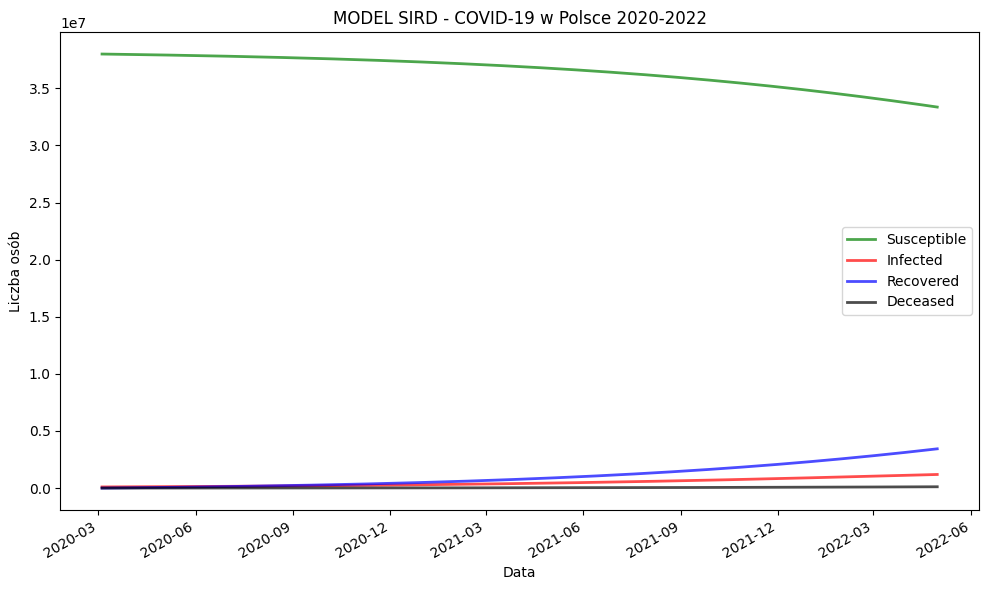 MODEL SIRD - COVID-19 w Polsce 2020-2022
1e7
3.5
3.0
2.5
2.0
1.5
1.0
0.5
0.0
Liczba osób
Susceptible
Infected
Recovered
Deceased
2020-03
2020-06
2020-09
2020-12
2021-03
2021-06
2021-09
2021-12
2022-03
2022-06
Data